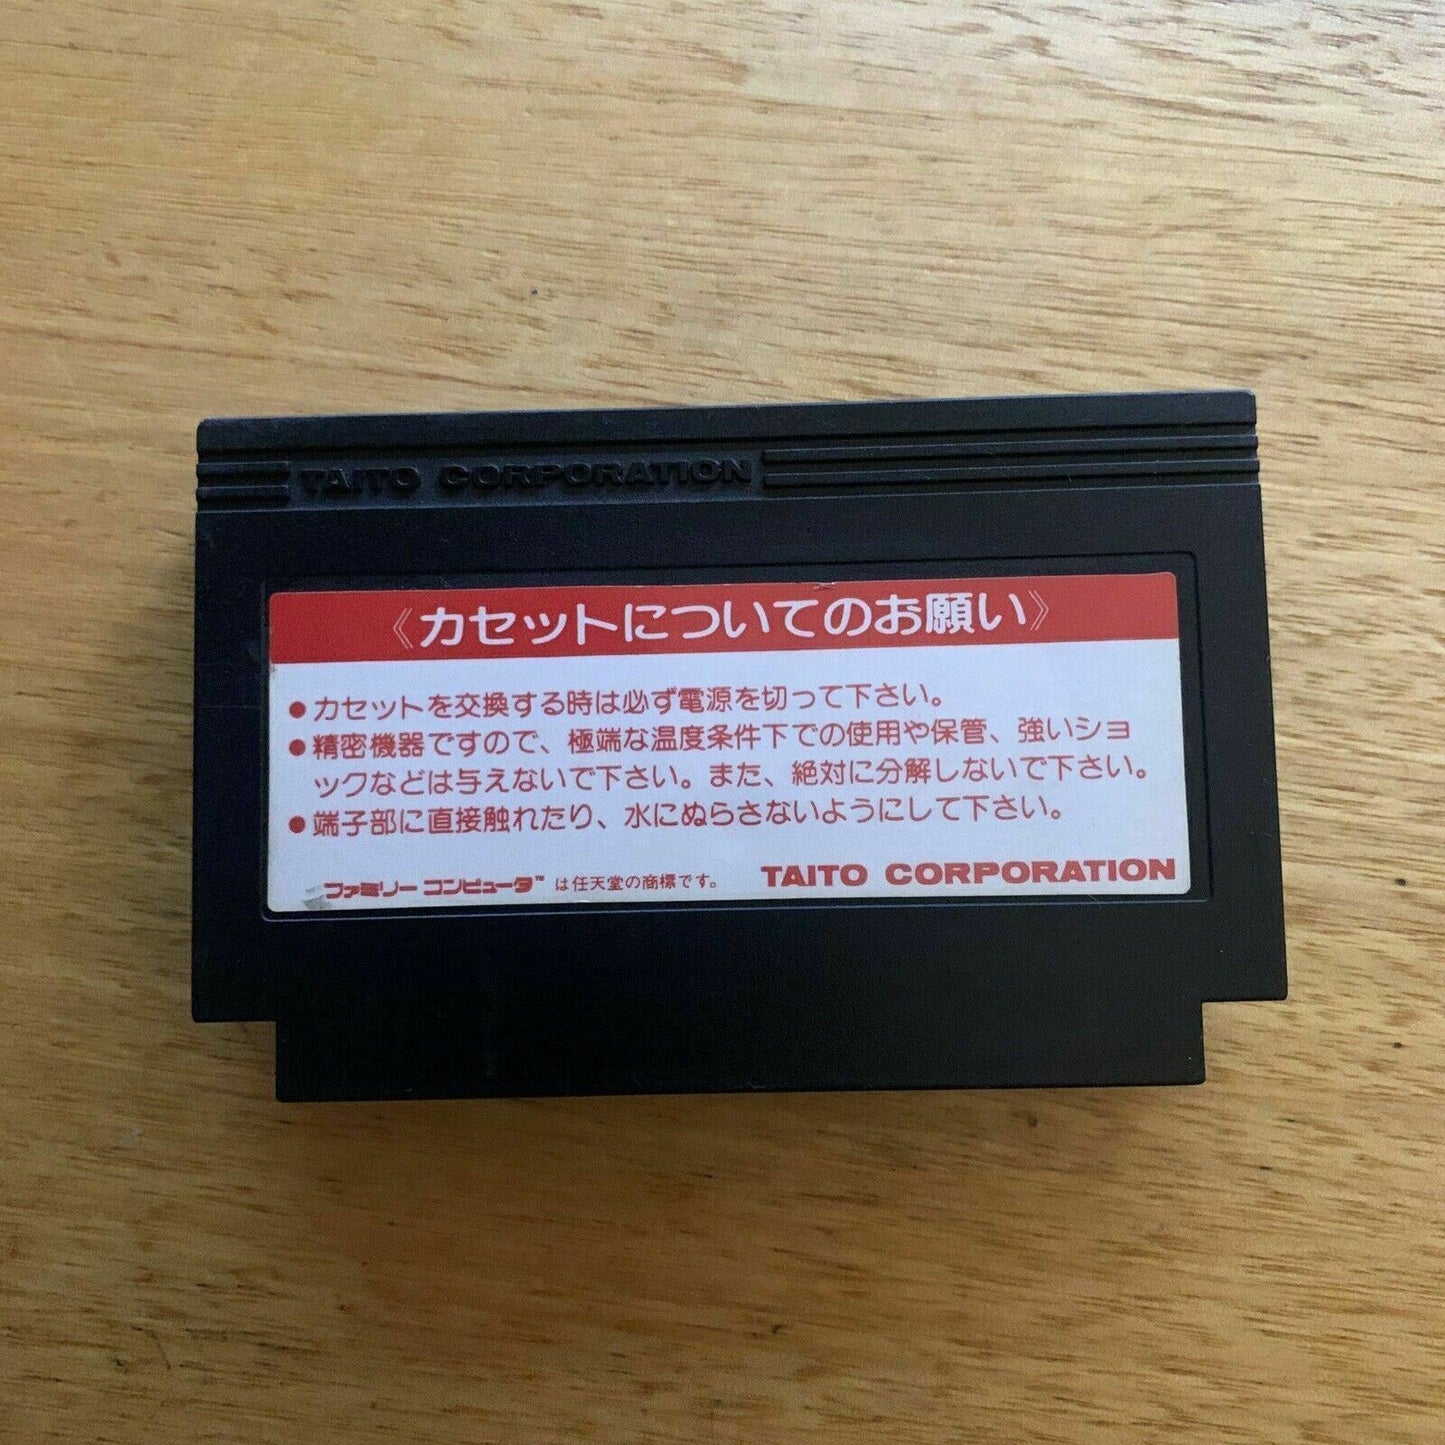 TAITO CORPORATION
《カセットについてのお願い》
●カセットを交換する時は必ず電源を切って下さい。
●精密機器ですので、極端な温度条件下での使用や保管、強いショ
ックなどは与えないで下さい。また、絶対に分解しないで下さい。
●端子部に直接触れたり、水にぬらさないようにして下さい。
ファミリーコンピュータ™は任天堂の商標です。 TAITO CORPORATION